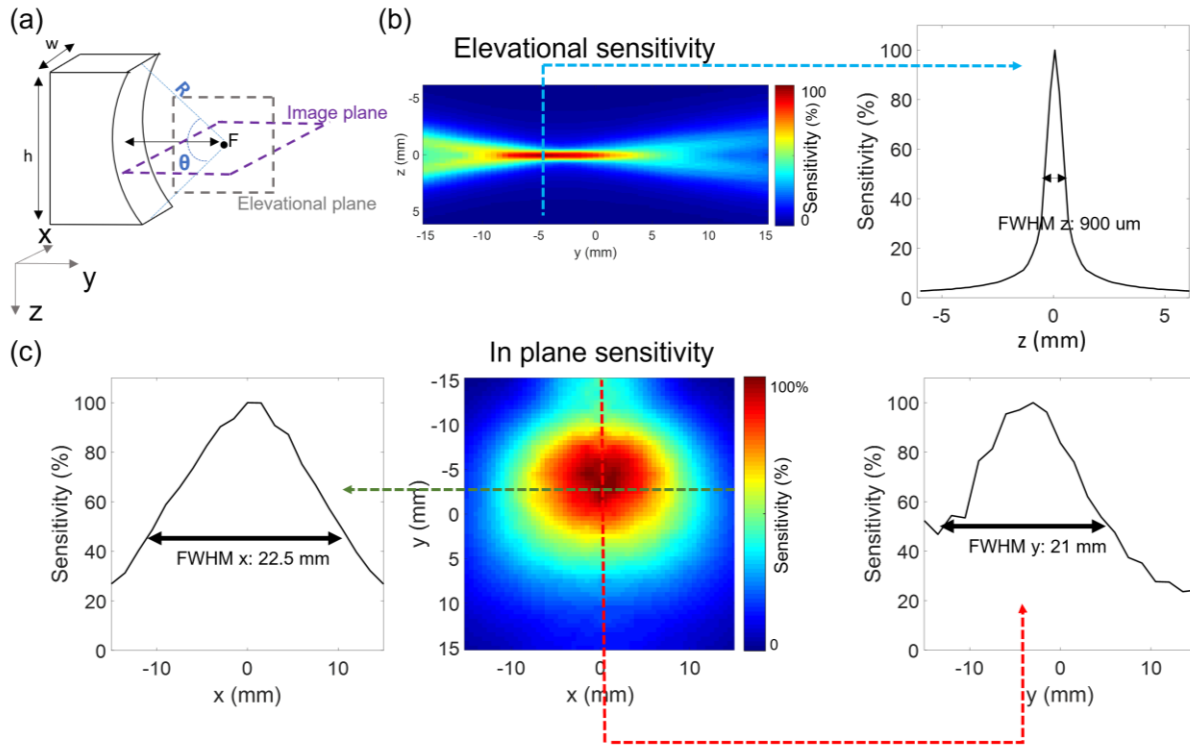 (a)
w
h
R
θ
F
Image plane
Elevational plane
x
y
z
(b)
Elevational sensitivity
z (mm)
-5
0
5
-15
-10
-5
0
5
10
15
y (mm)
100
Sensitivity (%)
0
Sensitivity (%)
100
80
60
40
20
0
FWHM z: 900 um
-5
0
5
z (mm)
(c)
In plane sensitivity
Sensitivity (%)
100
80
60
40
20
0
FWHM x: 22.5 mm
-10
0
10
x (mm)
y (mm)
-15
-10
-5
0
5
10
15
-10
0
10
x (mm)
100%
Sensitivity (%)
0
Sensitivity (%)
100
80
60
40
20
0
FWHM y: 21 mm
-10
0
10
y (mm)